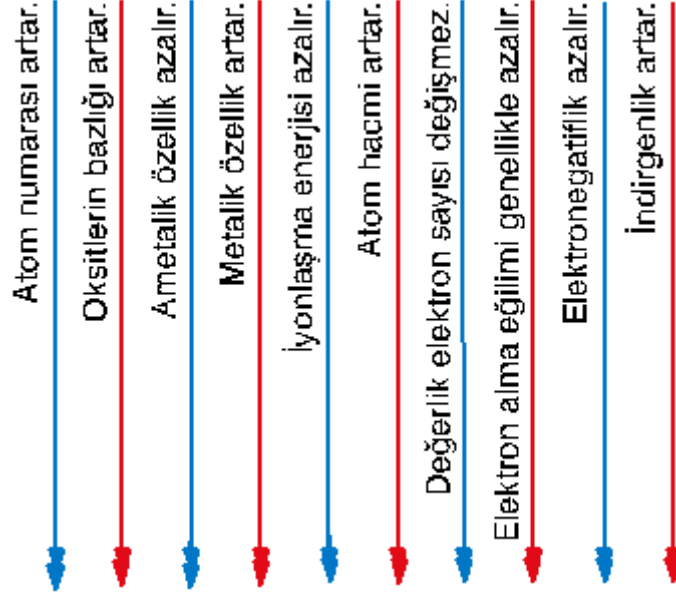 Atom numarası artar.
Oksitlerin bazlığı artar.
Ametalik özellik azalır.
Metalik özellik artar.
İyonlaşma enerjisi azalır.
Atom hacmi artar.
Değerlik elektron sayısı değişmez.
Elektron alma eğilimi genellikle azalır.
Elektronegatiflik azalır.
İndirgenlik artar.